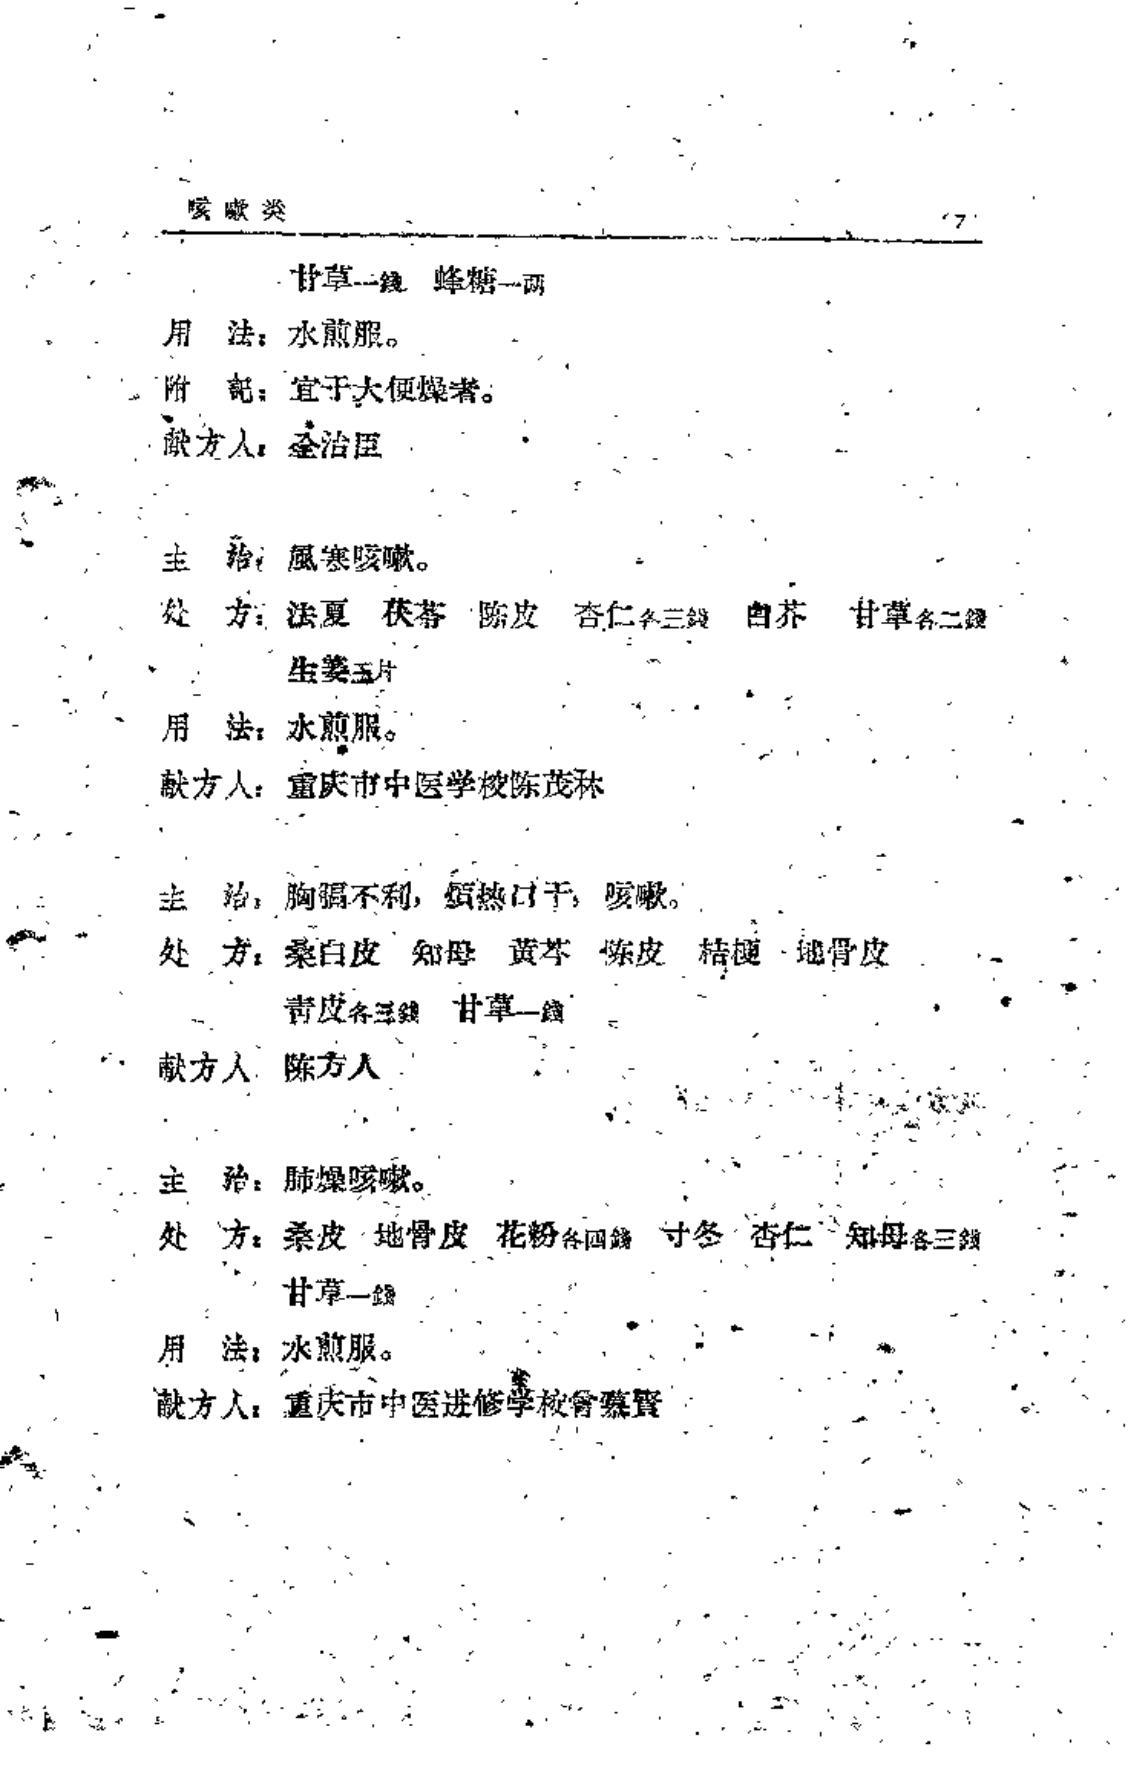 咳嗽类 7
甘草一錢 蜂糖一两
用 法：水煎服。
附 記：宜于大便燥者。
献方人：全治臣
主 治：風寒咳嗽。
处 方：法夏 茯苓 陈皮 杏仁各三錢 白芥 甘草各二錢
生姜五片
用 法：水煎服。
献方人：重庆市中医学校陈茂林
主 治：胸膈不利，煩热口干，咳嗽。
处 方：桑白皮 知母 黃芩 陈皮 桔梗 地骨皮
青皮各三錢 甘草一錢
献方人 陈方人
主 治：肺燥咳嗽。
处 方：桑皮 地骨皮 花粉各四錢 寸冬 杏仁 知母各三錢
甘草一錢
用 法：水煎服。
献方人：重庆市中医进修学校曾慕賢